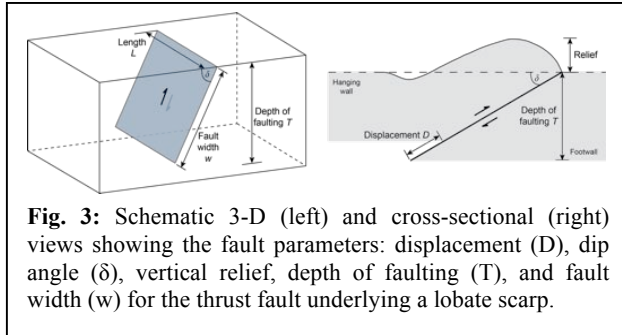 Length
L
δ
Fault
width
w
Depth of
faulting T
Relief
Hanging
wall
δ
Depth of
faulting T
Displacement D
Footwall
Fig. 3: Schematic 3-D (left) and cross-sectional (right)
views showing the fault parameters: displacement (D), dip
angle (δ), vertical relief, depth of faulting (T), and fault
width (w) for the thrust fault underlying a lobate scarp.